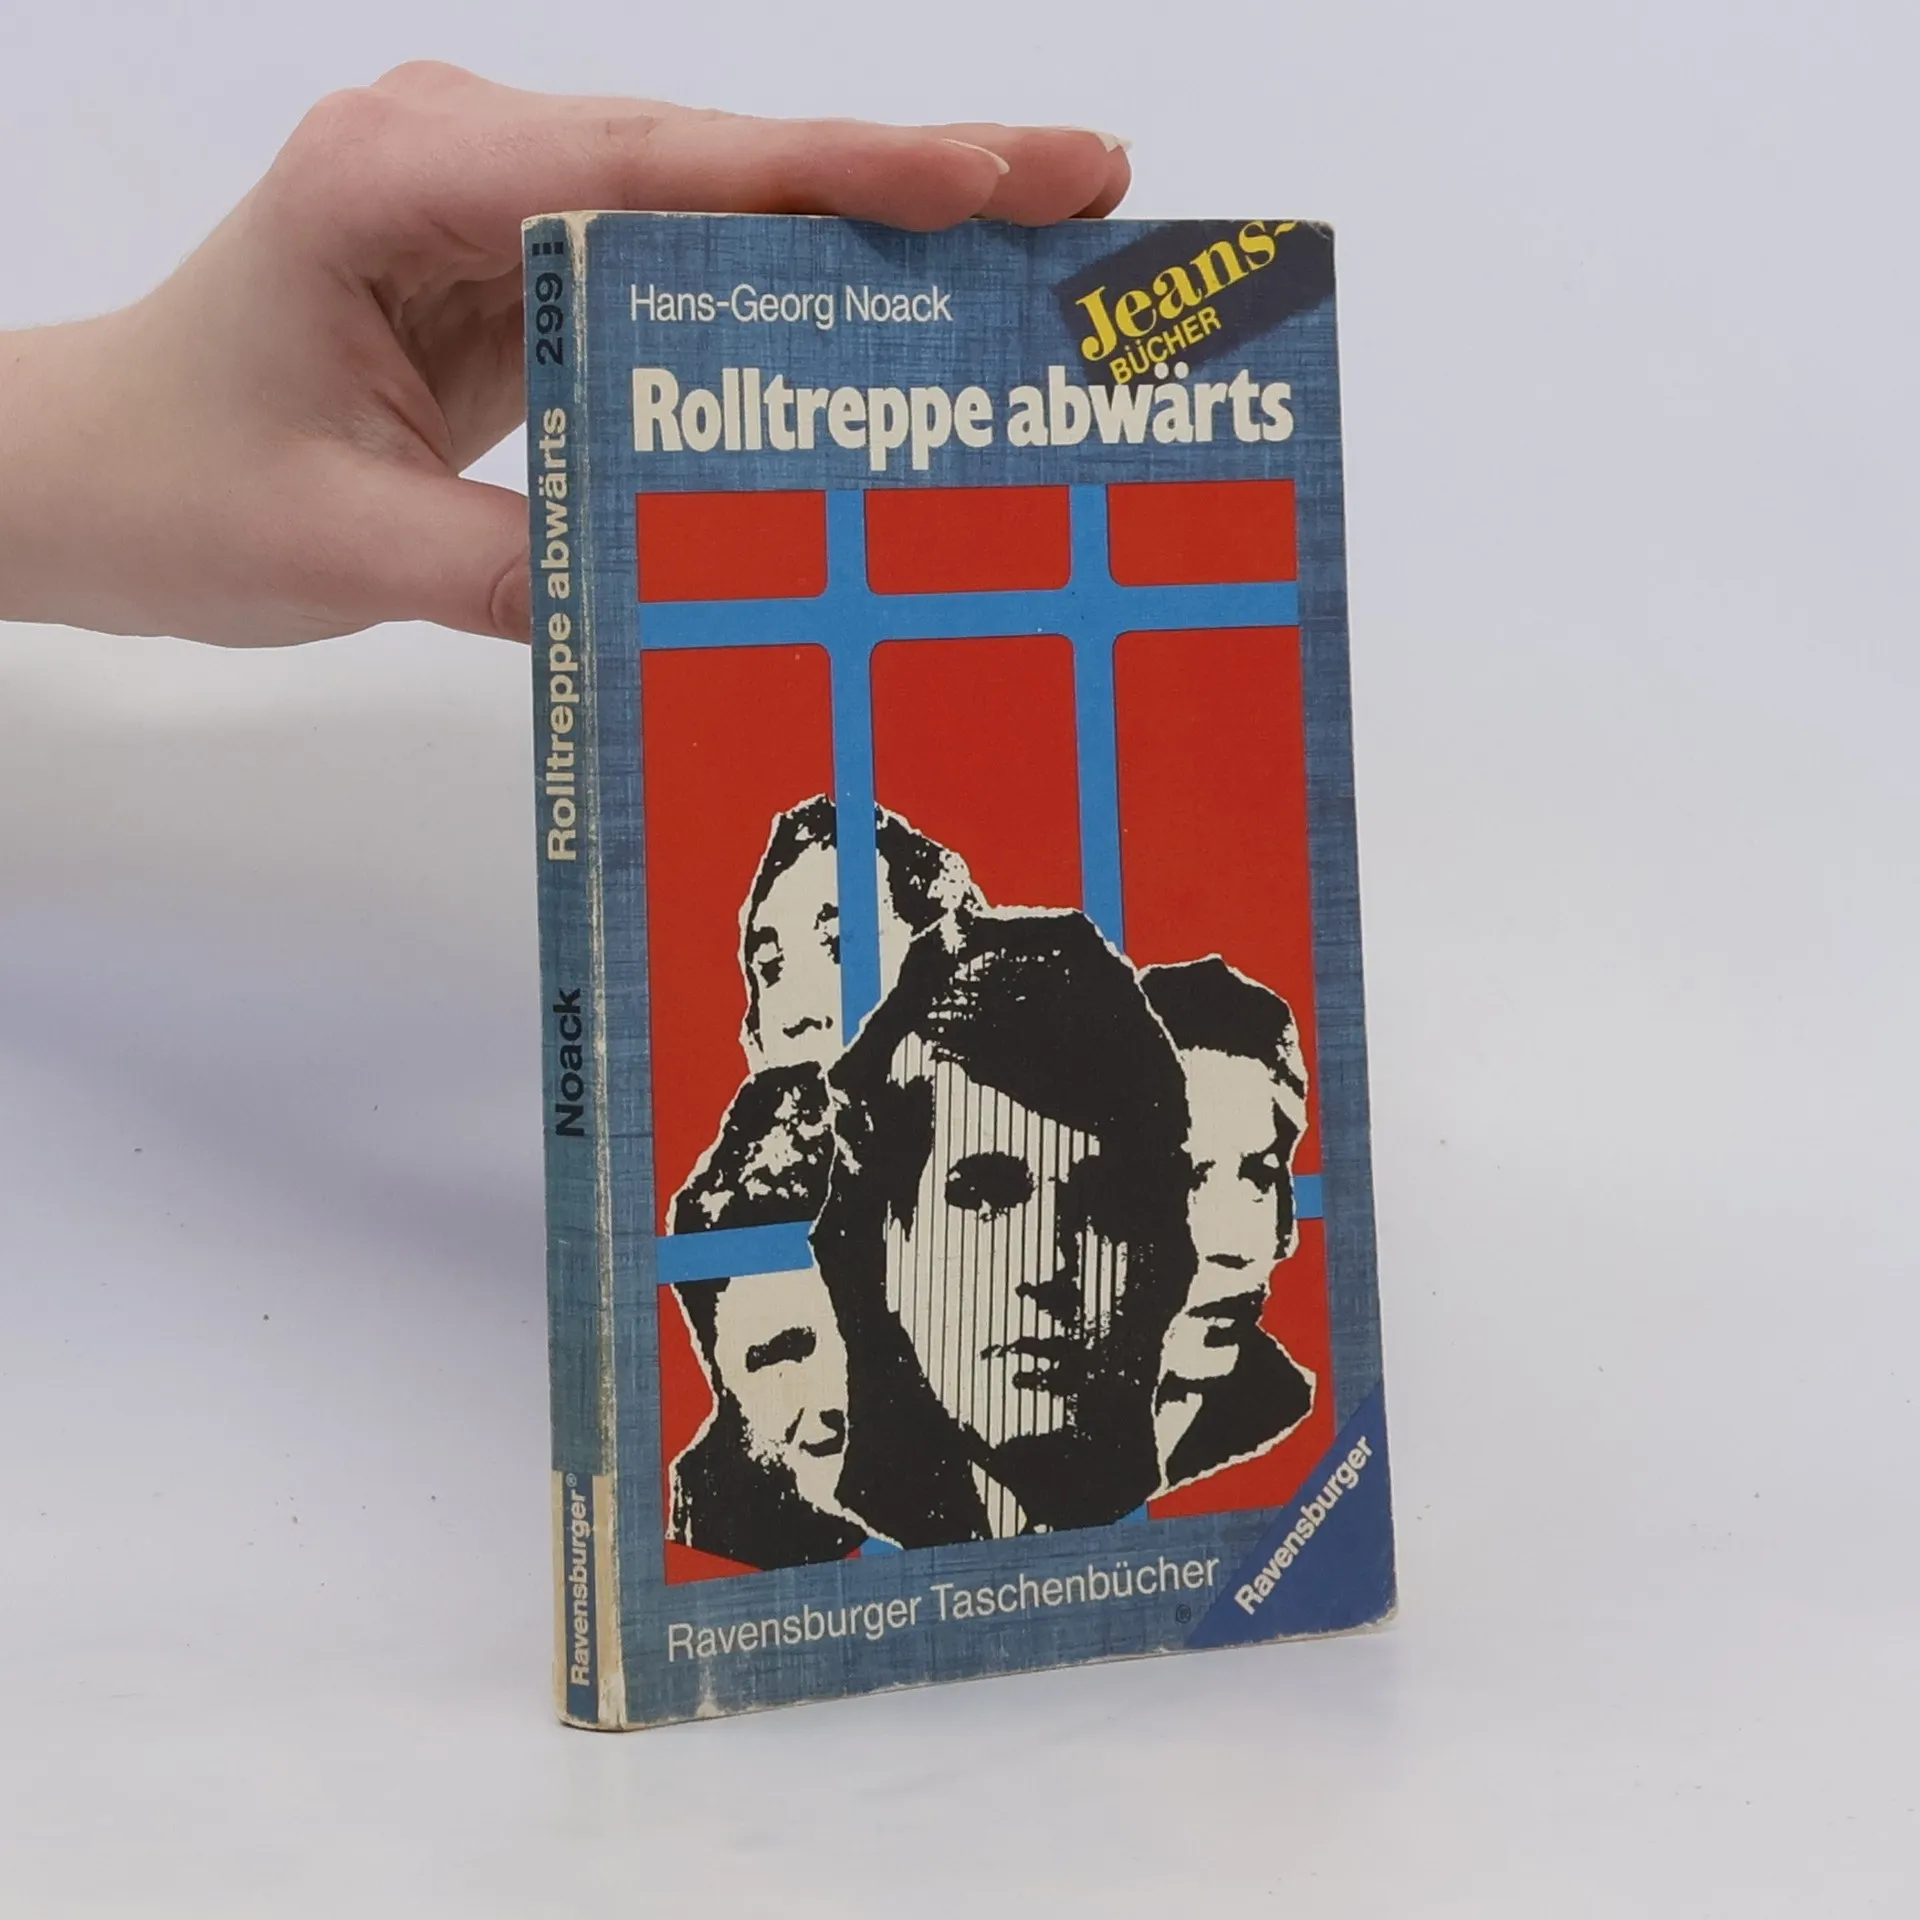 Hans-Georg Noack
Jeans-
BÜCHER
Rolltreppe abwärts
Ravensburger Taschenbücher
®
Ravensburger
299
Rolltreppe abwärts
Noack
Ravensburger®